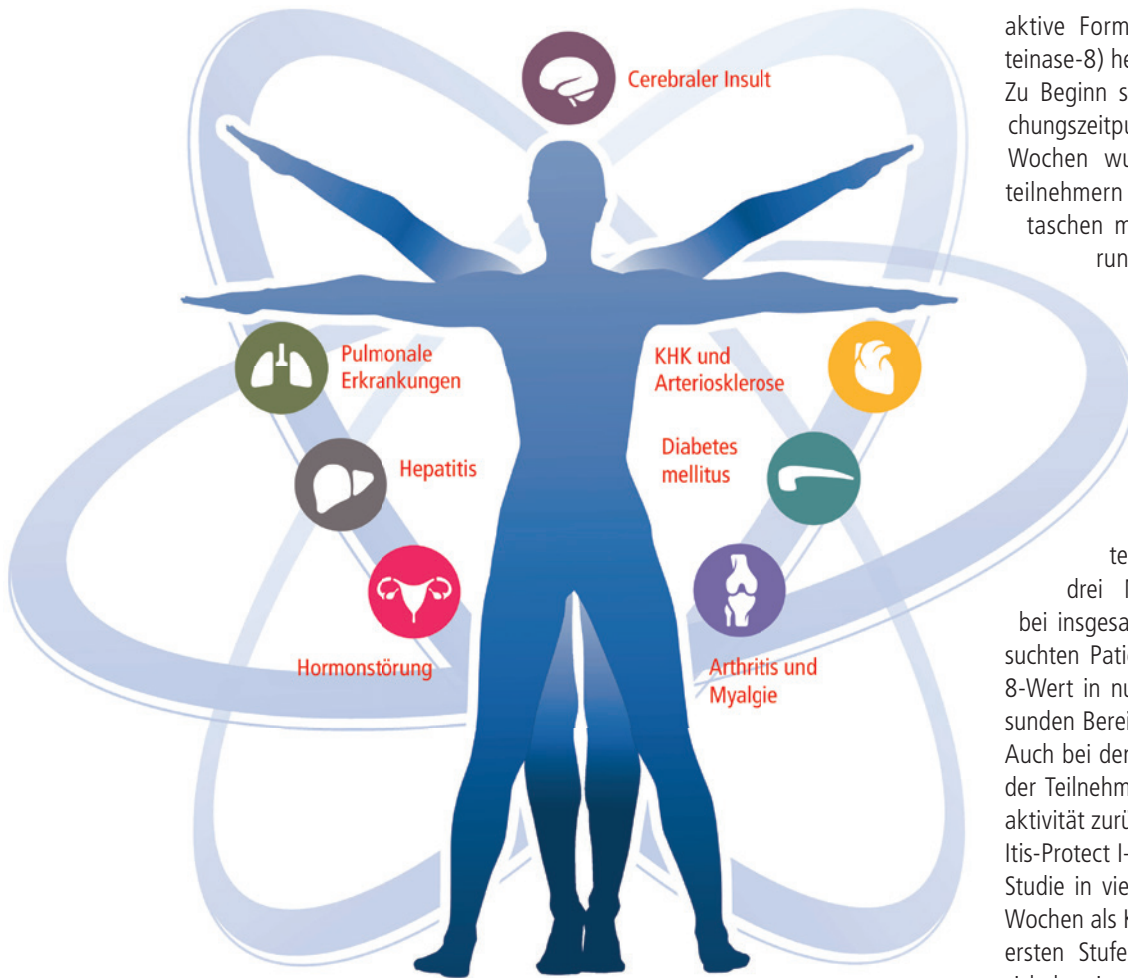 Cerebraler Insult
Pulmonale
Erkrankungen
KHK und
Arteriosklerose
Hepatitis
Diabetes
mellitus
Hormonstörung
Arthritis und
Myalgie
aktive Form
teinase-8) he
Zu Beginn s
chungszeitpu
Wochen wu
teilnehmern
taschen m
run
te
drei
bei insgesa
suchten Patie
8-Wert in nu
sunden Berei
Auch bei der
der Teilnehm
aktivität zurü
Itis-Protect I-
Studie in vie
Wochen als K
ersten Stufe